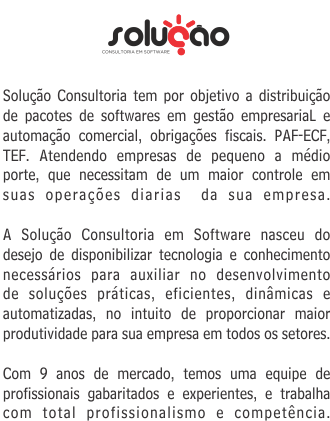 solução
CONSULTORIA EM SOFTWARE
Solução Consultoria tem por objetivo a distribuição
de pacotes de softwares em gestão empresariaL e
automação comercial, obrigações fiscais. PAF-ECF,
TEF. Atendendo empresas de pequeno a médio
porte, que necessitam de um maior controle em
suas operações diarias da sua empresa.
A Solução Consultoria em Software nasceu do
desejo de disponibilizar tecnologia e conhecimento
necessários para auxiliar no desenvolvimento
de soluções práticas, eficientes, dinâmicas e
automatizadas, no intuito de proporcionar maior
produtividade para sua empresa em todos os setores.
Com 9 anos de mercado, temos uma equipe de
profissionais gabaritados e experientes, e trabalha
com total profissionalismo e competência.